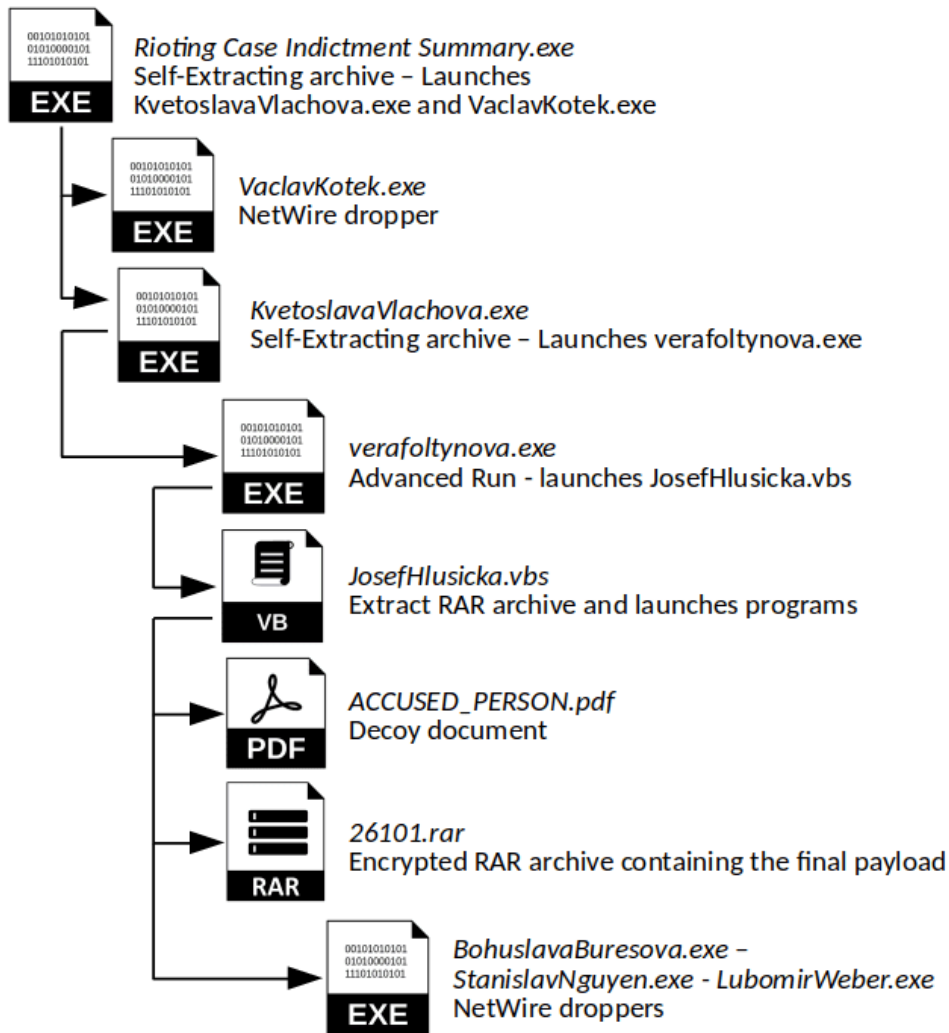 00101010101
01010000101
11101010101
EXE
Rioting Case Indictment Summary.exe
Self-Extracting archive – Launches
KvetoslavaVlachova.exe and VaclavKotek.exe
00101010101
01010000101
11101010101
EXE
VaclavKotek.exe
NetWire dropper
00101010101
01010000101
11101010101
EXE
KvetoslavaVlachova.exe
Self-Extracting archive – Launches verafoltynova.exe
00101010101
01010000101
11101010101
EXE
verafoltynova.exe
Advanced Run - launches JosefHlusicka.vbs
VB
JosefHlusicka.vbs
Extract RAR archive and launches programs
PDF
ACCUSED_PERSON.pdf
Decoy document
RAR
26101.rar
Encrypted RAR archive containing the final payload
00101010101
01010000101
11101010101
EXE
BohuslavaBuresova.exe –
StanislavNguyen.exe - LubomirWeber.exe
NetWire droppers